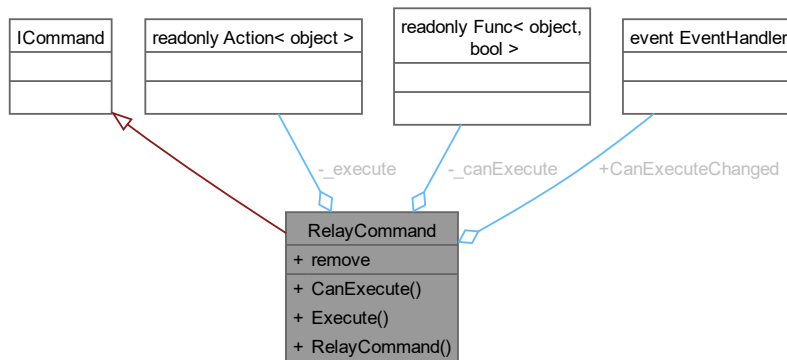 ICommand
readonly Action< object >
readonly Func< object,
bool >
event EventHandler
-_execute
-_canExecute
+CanExecuteChanged
RelayCommand
+ remove
+ CanExecute()
+ Execute()
+ RelayCommand()